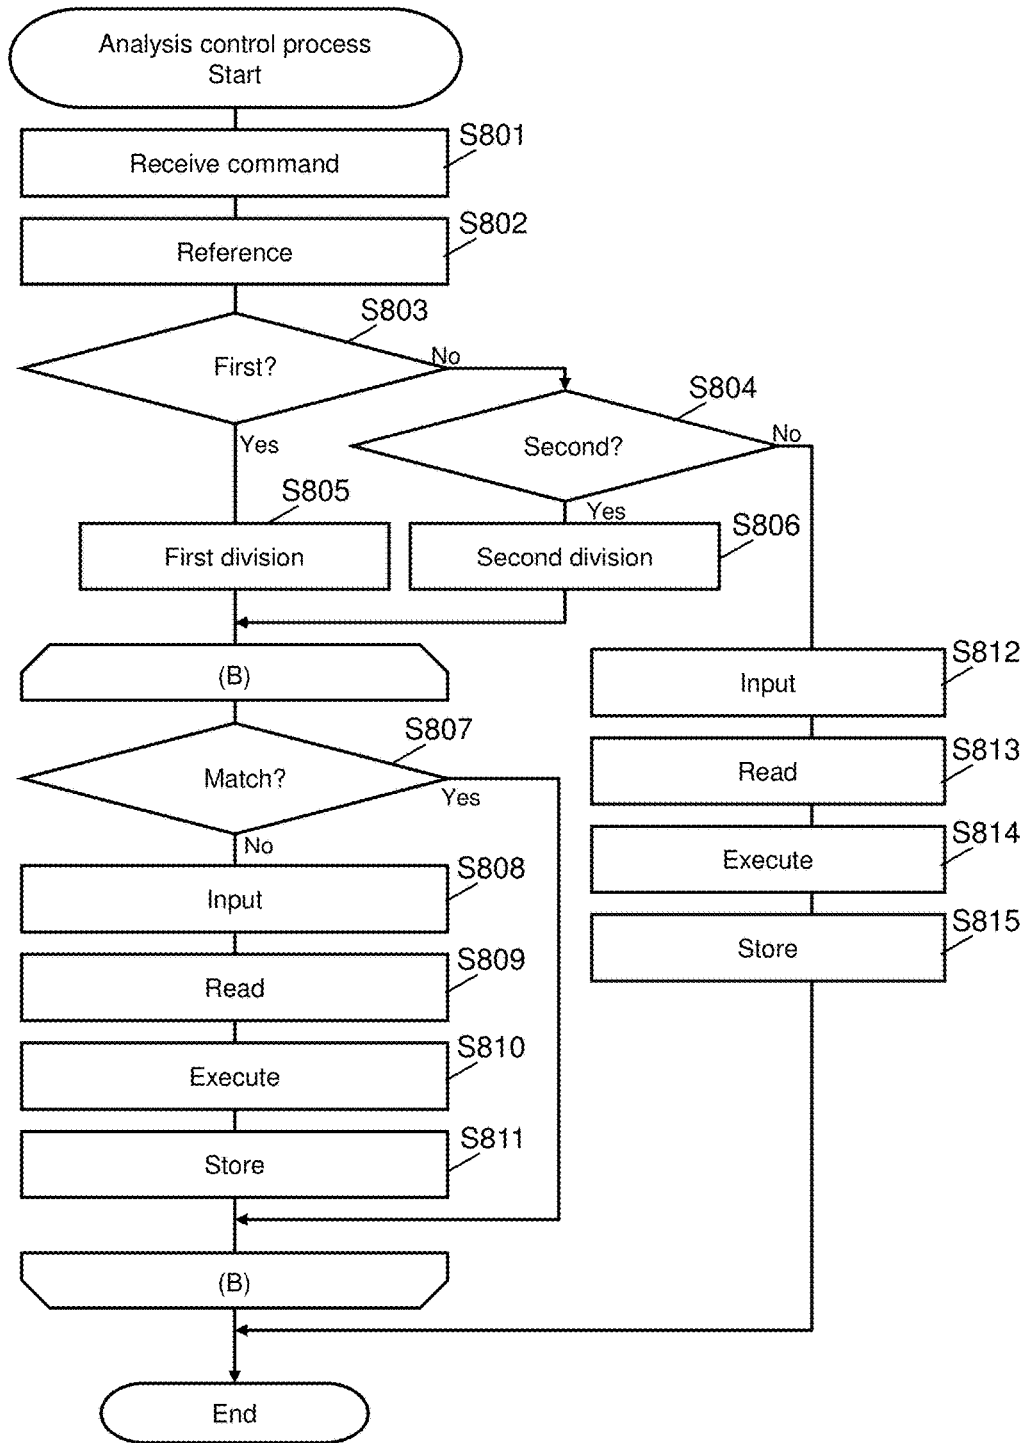 Analysis control process
Start
S801
Receive command
S802
Reference
S803
First?
No
Yes
S804
Second?
No
Yes
S805
First division
S806
Second division
(B)
S807
Match?
Yes
No
S808
Input
S809
Read
S810
Execute
S811
Store
(B)
S812
Input
S813
Read
S814
Execute
S815
Store
End